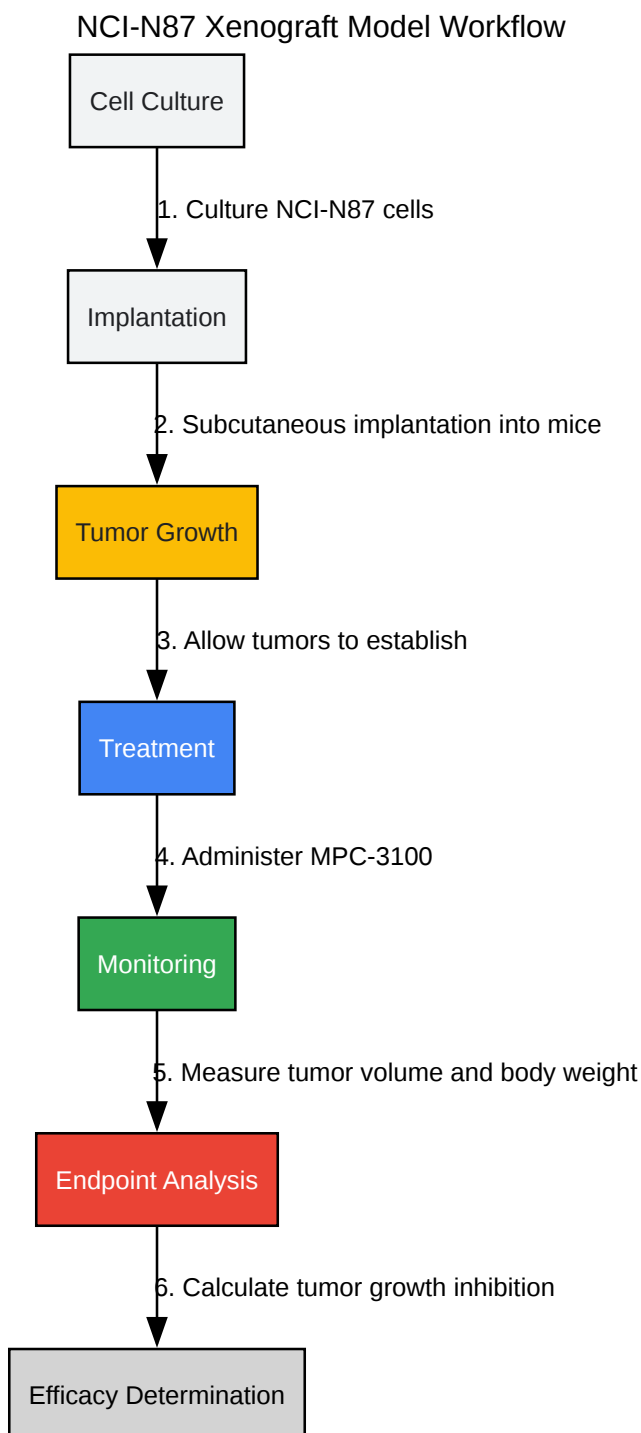 NCI-N87 Xenograft Model Workflow
Cell Culture
1. Culture NCI-N87 cells
Implantation
2. Subcutaneous implantation into mice
Tumor Growth
3. Allow tumors to establish
Treatment
4. Administer MPC-3100
Monitoring
5. Measure tumor volume and body weight
Endpoint Analysis
6. Calculate tumor growth inhibition
Efficacy Determination